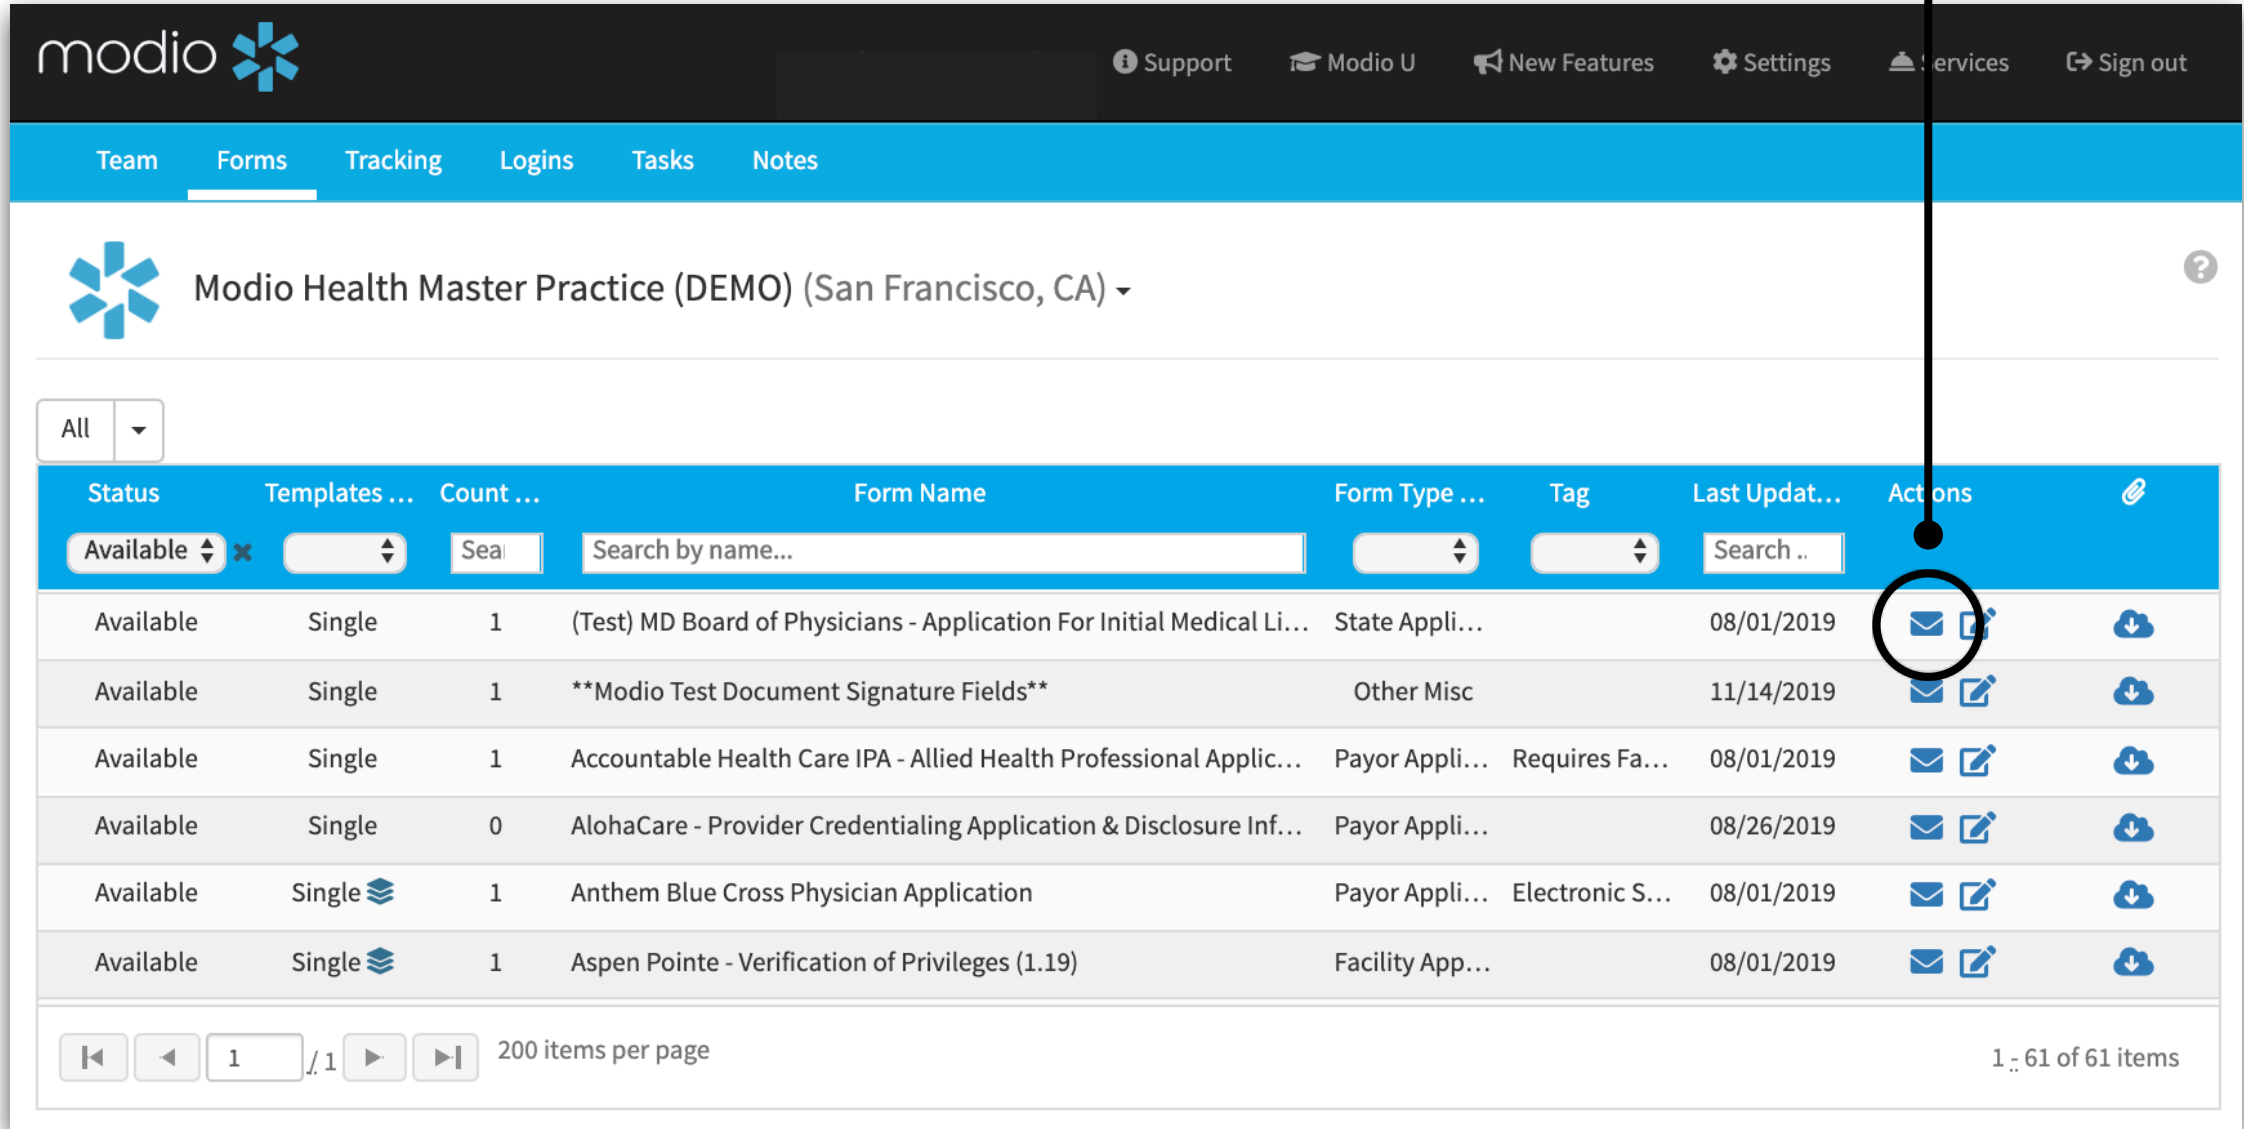 modio
Support Modio U New Features Settings Services Sign out
Team Forms Tracking Logins Tasks Notes
Modio Health Master Practice (DEMO) (San Francisco, CA)
?
All
Status Templates ... Count ... Form Name Form Type ... Tag Last Updat... Actions
Available Sea Search by name... Search ..
Available Single 1 (Test) MD Board of Physicians - Application For Initial Medical Li... State Appli... 08/01/2019
Available Single 1 **Modio Test Document Signature Fields** Other Misc 11/14/2019
Available Single 1 Accountable Health Care IPA - Allied Health Professional Applic... Payor Appli... Requires Fa... 08/01/2019
Available Single 0 AlohaCare - Provider Credentialing Application & Disclosure Inf... Payor Appli... 08/26/2019
Available Single 1 Anthem Blue Cross Physician Application Payor Appli... Electronic S... 08/01/2019
Available Single 1 Aspen Pointe - Verification of Privileges (1.19) Facility App... 08/01/2019
1 / 1 200 items per page 1 - 61 of 61 items